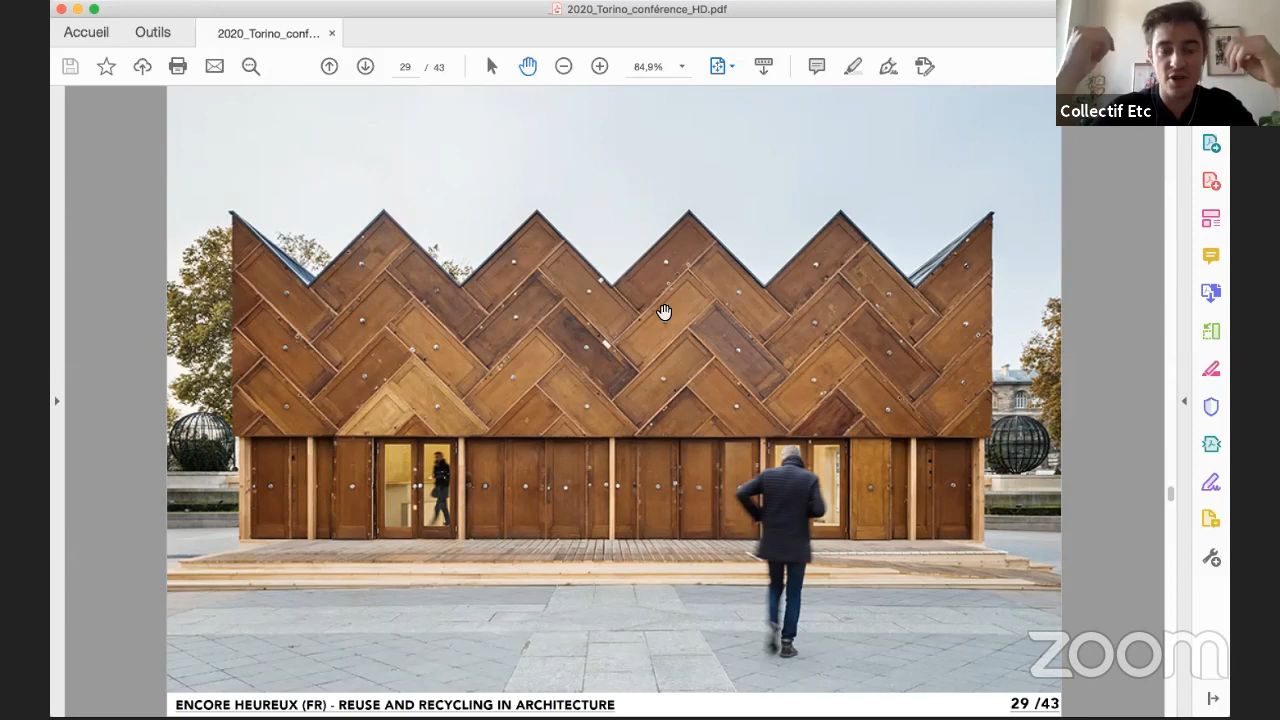 2020_Torino_conférence_HD.pdf
Accueil
Outils
2020_Torino_conf...
×
29 / 43
84,9%
Collectif Etc
zoom
ENCORE HEUREUX (FR) - REUSE AND RECYCLING IN ARCHITECTURE
29 /43